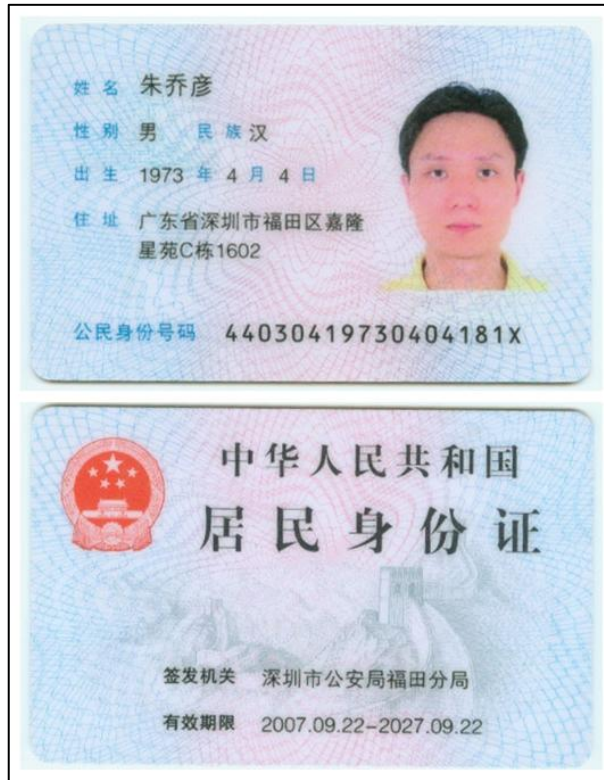 姓名 朱乔彦
性别 男 民族 汉
出生 1973 年 4 月 4 日
住址 广东省深圳市福田区嘉隆
星苑C栋1602
公民身份号码 44030419730404181X
中华人民共和国
居民身份证
签发机关 深圳市公安局福田分局
有效期限 2007.09.22-2027.09.22